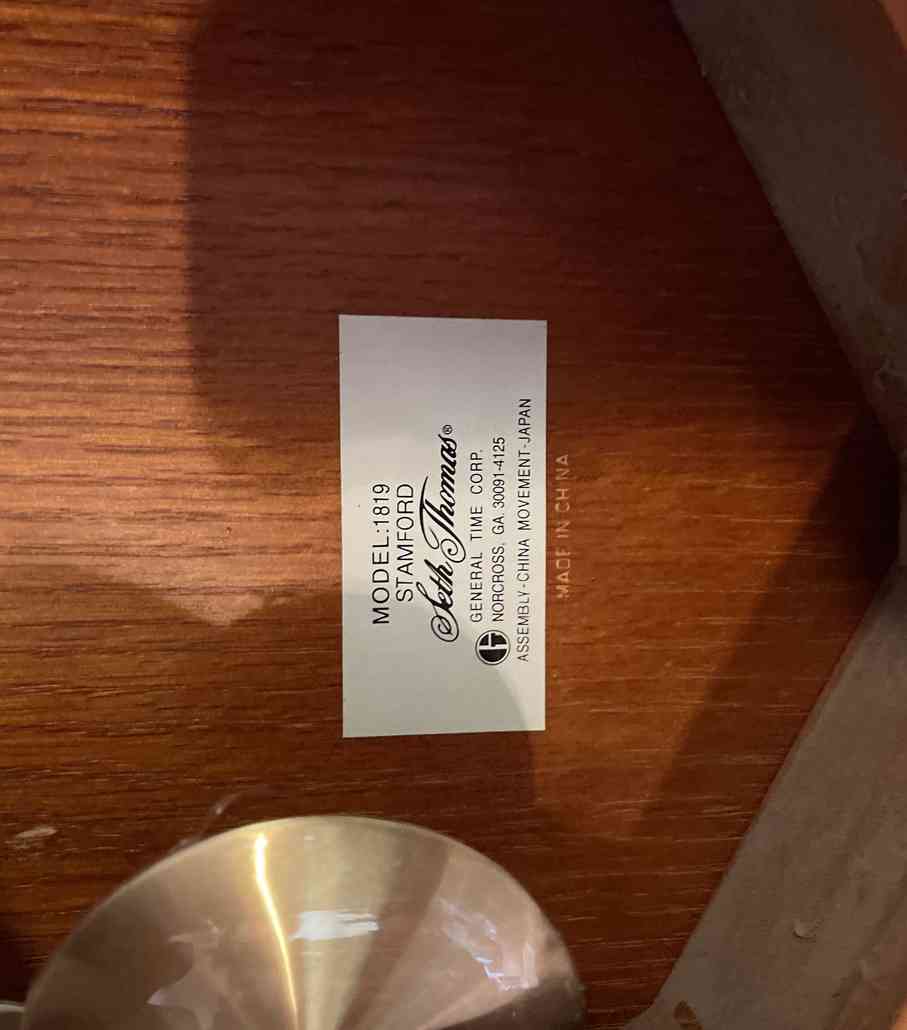 MODEL:1819
STAMFORD
Seth Thomas®
GENERAL TIME CORP.
NORCROSS, GA. 30091-4125
ASSEMBLY-CHINA MOVEMENT-JAPAN
MADE IN CHINA